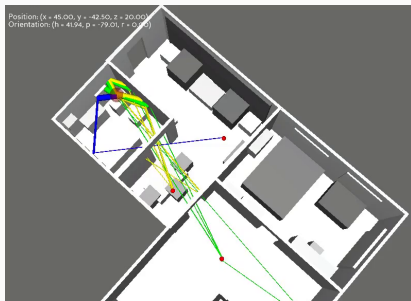 Position: (x = 45.00, y = -42.50, z = 20.00)
Orientation: (h = 41.94, p = -79.01, r = 0.00)